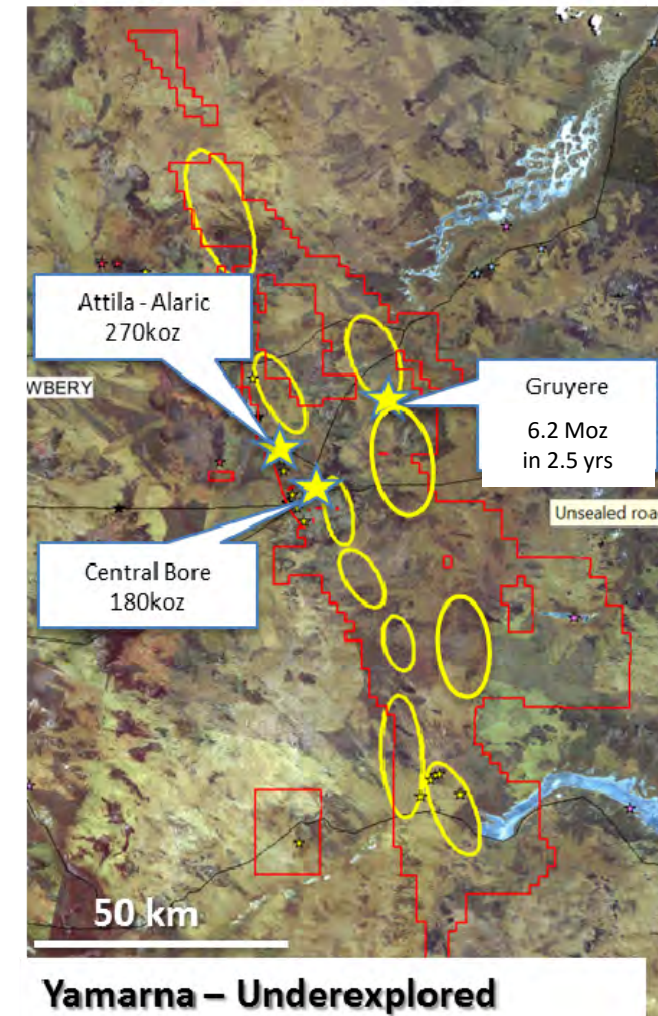 Attila - Alaric
270koz
WBERY
Gruyere
6.2 Moz
in 2.5 yrs
Unsealed roa
Central Bore
180koz
50 km
Yamarna – Underexplored